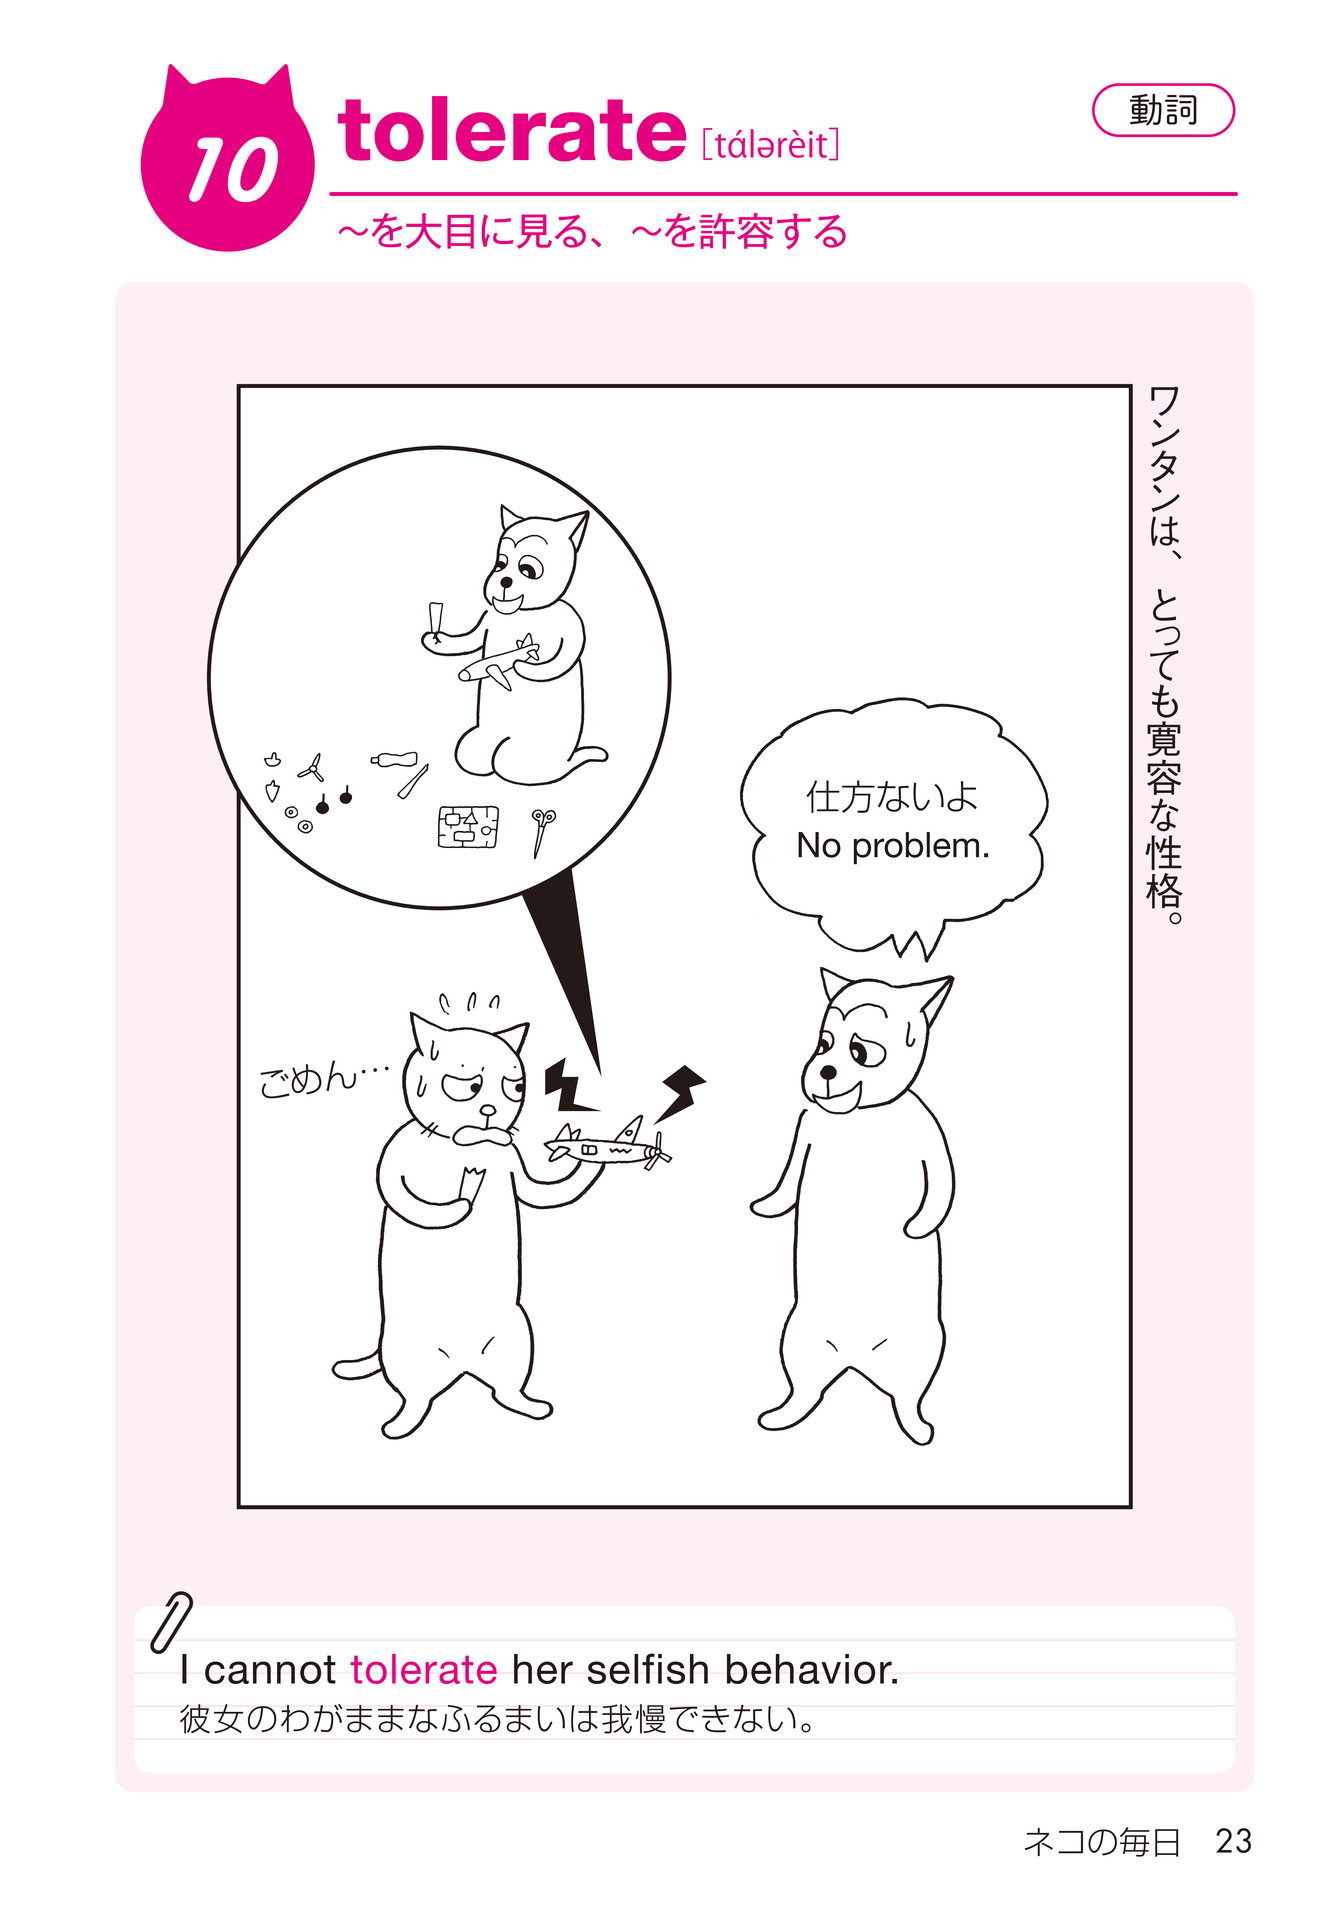 10
tolerate [tɑ́lərèit]
動詞
～を大目に見る、～を許容する
ワンタンは、とっても寛容な性格。
仕方ないよ
No problem.
ごめん…
I cannot tolerate her selfish behavior.
彼女のわがままなふるまいは我慢できない。
ネコの毎日 23